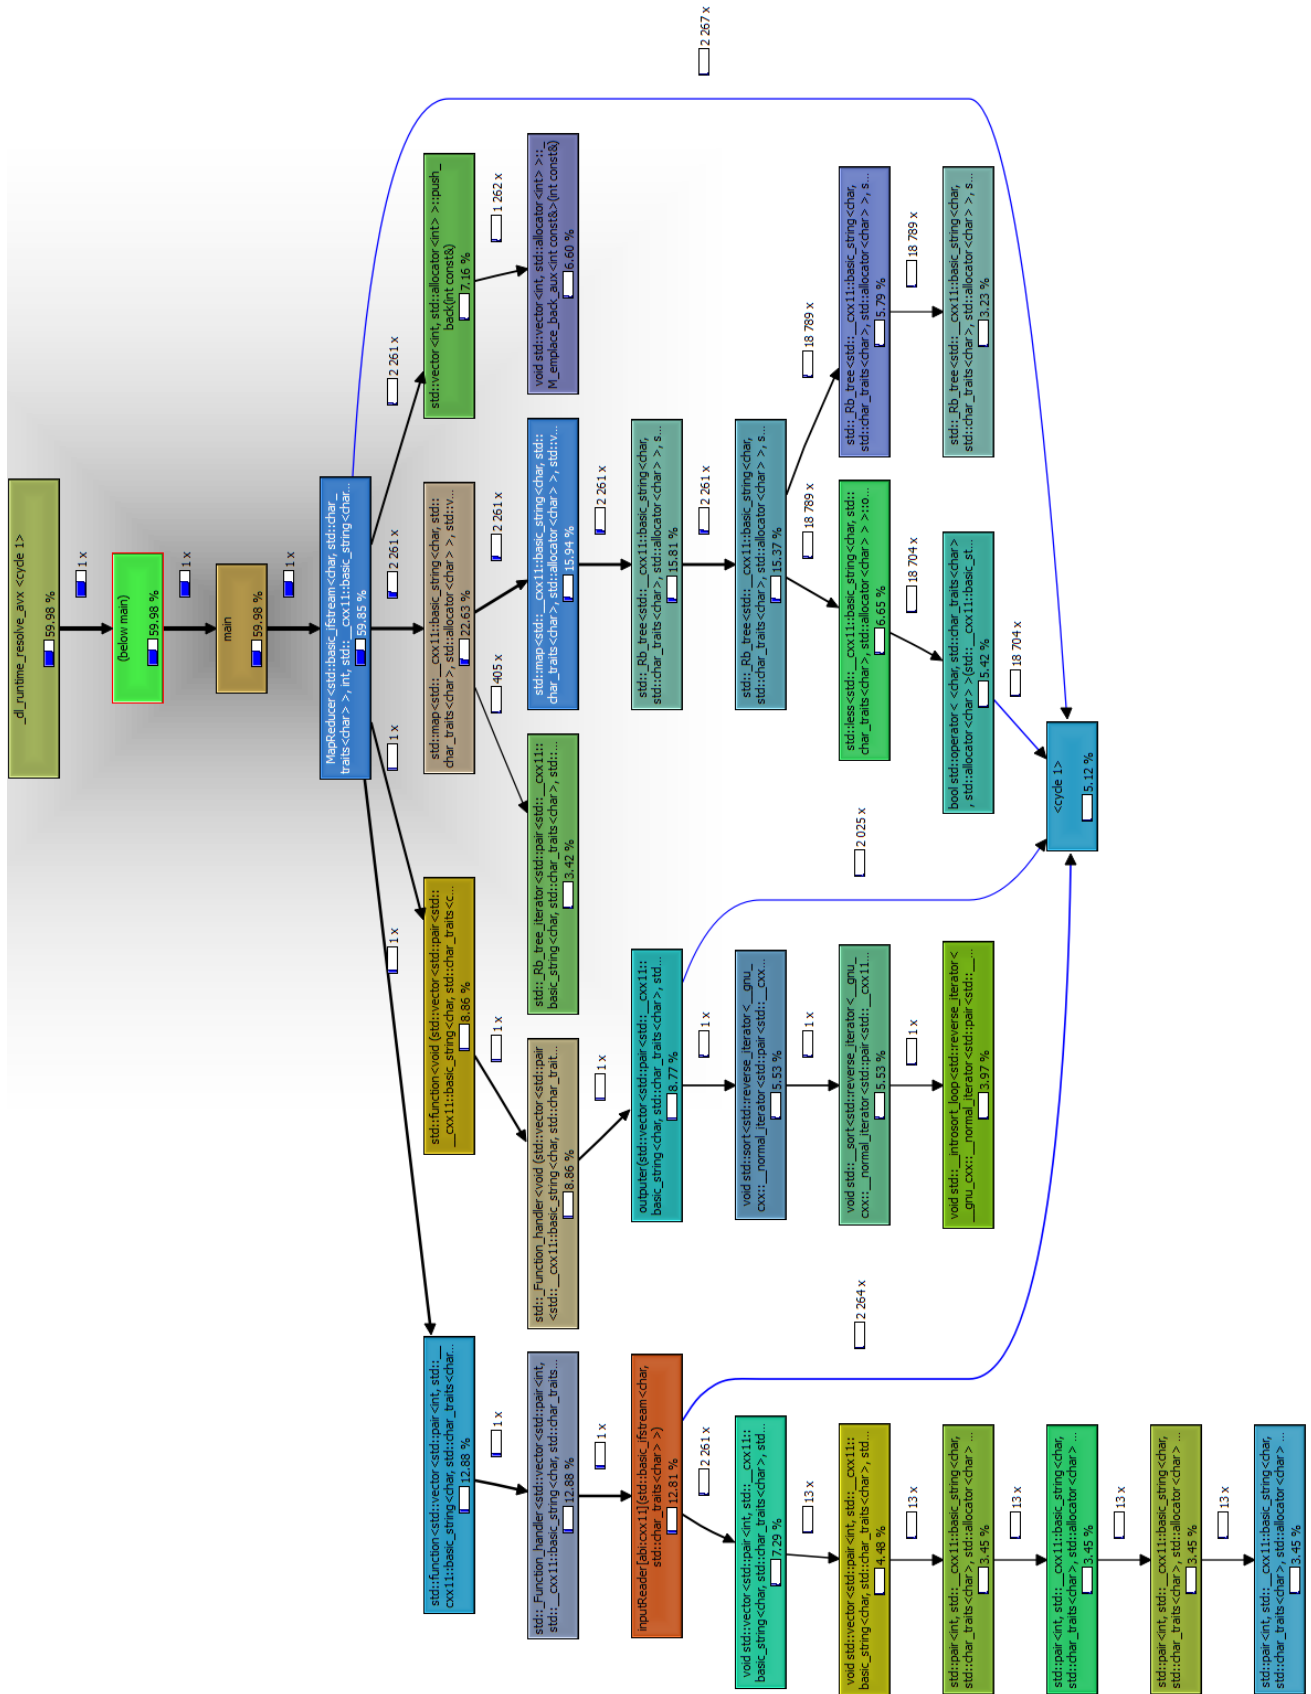 _dl_runtime_resolve_avx <cycle 1>
59.98 %
1 x
(below main)
59.98 %
1 x
main
59.98 %
1 x
MapReducer<std::basic_ifstream<char, std::char_
traits<char> >, int, std::__cxx11::basic_string<char...
59.85 %
1 x
1 x
2 261 x
2 261 x
2 267 x
std::function<std::vector<std::pair<int, std::__
cxx11::basic_string<char, std::char_traits<char...
12.88 %
std::function<void (std::vector<std::pair<std::
__cxx11::basic_string<char, std::char_traits<c...
8.86 %
std::map<std::__cxx11::basic_string<char, std::
char_traits<char>, std::allocator<char> >, std::v...
22.63 %
std::vector<int, std::allocator<int> >::push_
back(int const&)
7.16 %
1 x
1 x
405 x
2 261 x
1 262 x
std::_Function_handler<std::vector<std::pair<int,
std::__cxx11::basic_string<char, std::char_traits...
12.88 %
std::_Function_handler<void (std::vector<std::pair
<std::__cxx11::basic_string<char, std::char_trait...
8.86 %
std::_Rb_tree_iterator<std::pair<std::__cxx11::
basic_string<char, std::char_traits<char>, std::...
3.42 %
std::map<std::__cxx11::basic_string<char, std::
char_traits<char>, std::allocator<char> >, std::v...
15.94 %
void std::vector<int, std::allocator<int> >::_
M_emplace_back_aux<int const&>(int const&)
6.60 %
1 x
1 x
2 261 x
inputReader[abi:cxx11](std::basic_ifstream<char,
std::char_traits<char> >)
12.81 %
outputer(std::vector<std::pair<std::__cxx11::
basic_string<char, std::char_traits<char>, std...
8.77 %
std::_Rb_tree<std::__cxx11::basic_string<char,
std::char_traits<char>, std::allocator<char> >, s...
15.81 %
2 261 x
1 x
2 261 x
void std::vector<std::pair<int, std::__cxx11::
basic_string<char, std::char_traits<char>, std...
7.29 %
void std::sort<std::reverse_iterator<__gnu_
cxx::__normal_iterator<std::pair<std::__cxx...
5.53 %
std::_Rb_tree<std::__cxx11::basic_string<char,
std::char_traits<char>, std::allocator<char> >, s...
15.37 %
13 x
1 x
18 789 x
18 789 x
void std::vector<std::pair<int, std::__cxx11::
basic_string<char, std::char_traits<char>, std...
4.48 %
2 264 x
void std::__sort<std::reverse_iterator<__gnu_
cxx::__normal_iterator<std::pair<std::__cxx11...
5.53 %
2 025 x
std::less<std::__cxx11::basic_string<char, std::
char_traits<char>, std::allocator<char> > >::o...
6.65 %
std::_Rb_tree<std::__cxx11::basic_string<char,
std::char_traits<char>, std::allocator<char> >, s...
5.79 %
13 x
1 x
18 704 x
18 789 x
std::pair<int, std::__cxx11::basic_string<char,
std::char_traits<char>, std::allocator<char> ...
3.45 %
void std::__introsort_loop<std::reverse_iterator<
__gnu_cxx::__normal_iterator<std::pair<std::__...
3.97 %
bool std::operator< <char, std::char_traits<char>
, std::allocator<char> >(std::__cxx11::basic_st...
5.42 %
std::_Rb_tree<std::__cxx11::basic_string<char,
std::char_traits<char>, std::allocator<char> >, s...
3.23 %
13 x
18 704 x
std::pair<int, std::__cxx11::basic_string<char,
std::char_traits<char>, std::allocator<char> ...
3.45 %
<cycle 1>
5.12 %
13 x
std::pair<int, std::__cxx11::basic_string<char,
std::char_traits<char>, std::allocator<char> ...
3.45 %
13 x
std::pair<int, std::__cxx11::basic_string<char,
std::char_traits<char>, std::allocator<char> ...
3.45 %